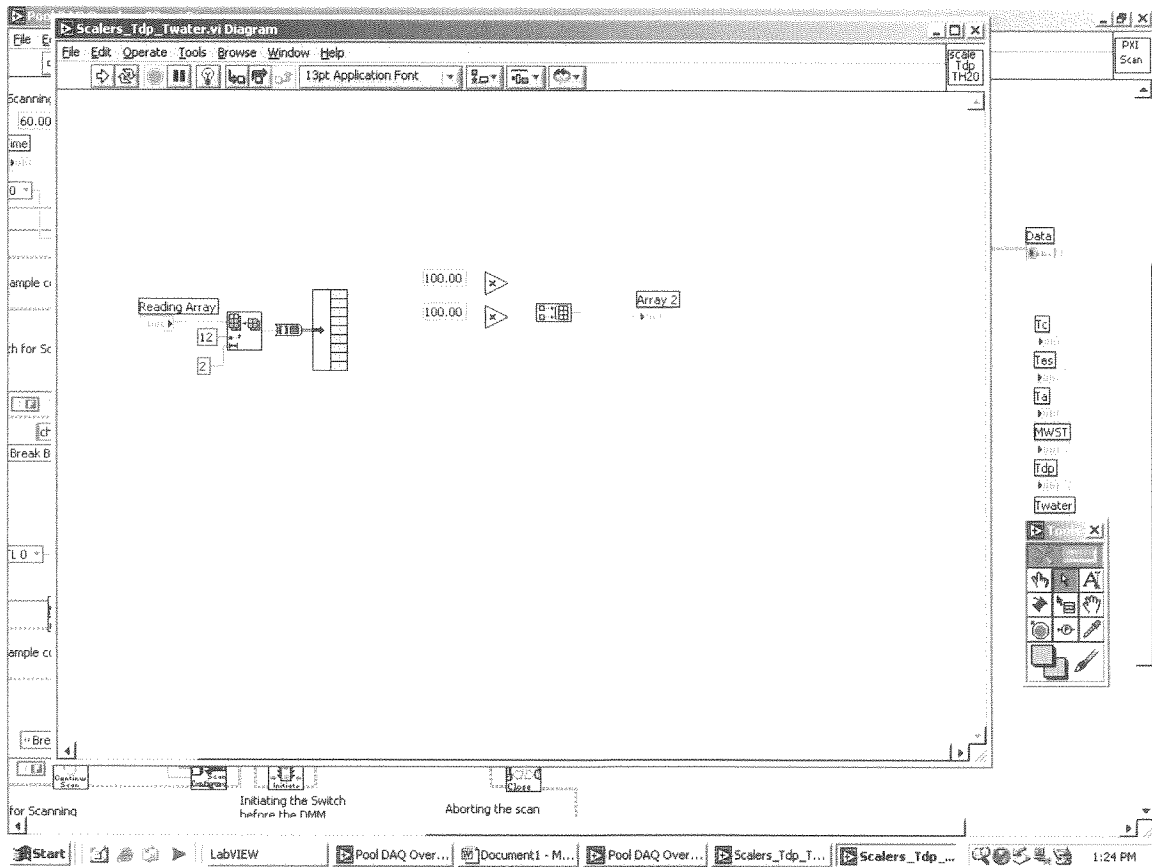 Scalers_Tdp_Twater.vi Diagram
File Edit Operate Tools Browse Window Help
13pt Application Font
scale
Tdp
TH20
PXI
Scan
File
Scanning
60.00
0
Reading Array
12
2
100.00
100.00
Array 2
Data
Tc
Tes
Ta
MWST
Tdp
Twater
Break B
Continue
Scan
Scan
Initiate
Close
Initiating the Switch
before the DMM
Aborting the scan
for Scanning
Start
LabVIEW
Pool DAQ Over...
Document1 - M...
Pool DAQ Over...
Scalers_Tdp_T...
Scalers_Tdp_...
1:24 PM